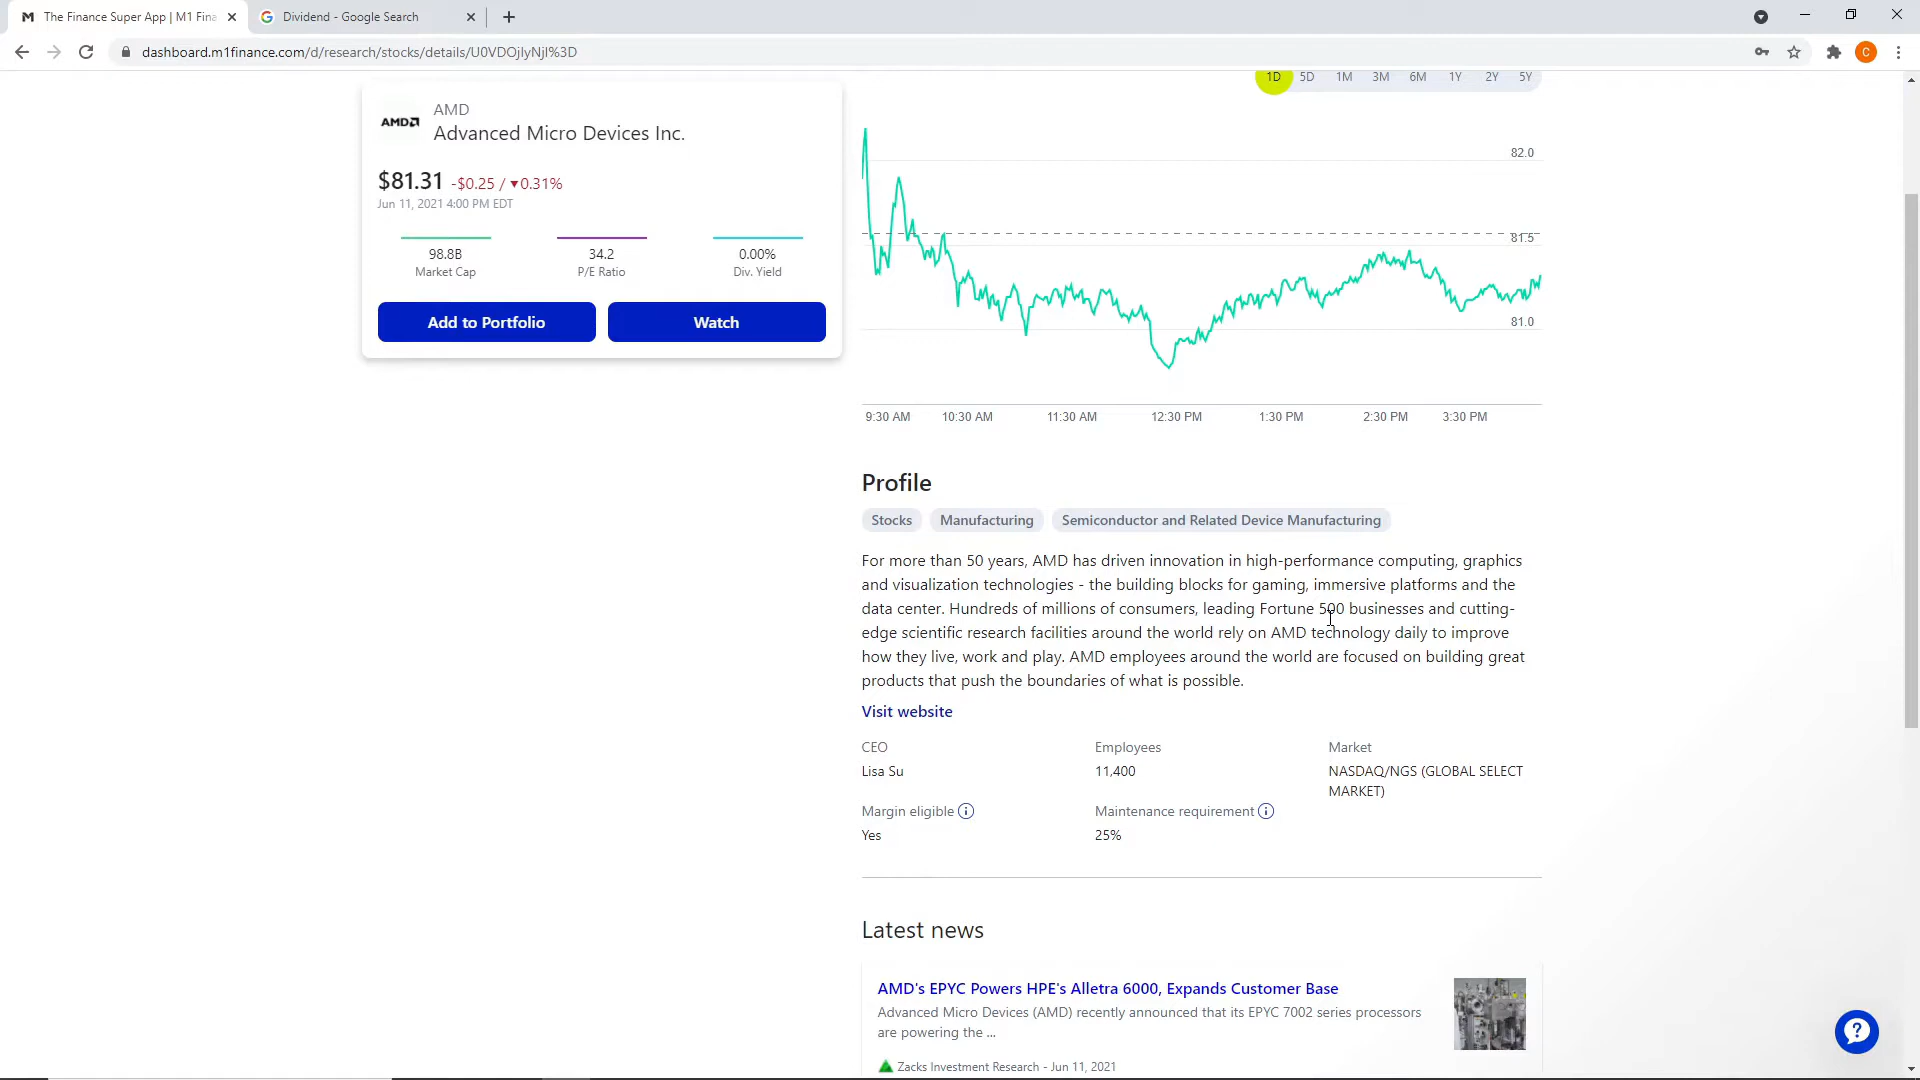 The Finance Super App | M1 Fina
Dividend - Google Search
dashboard.m1finance.com/d/research/stocks/details/U0VDOjIyNjI%3D
C
1D 5D 1M 3M 6M 1Y 2Y 5Y
AMD
AMD
Advanced Micro Devices Inc.
$81.31 -$0.25 / ▾0.31%
Jun 11, 2021 4:00 PM EDT
98.8B
Market Cap
34.2
P/E Ratio
0.00%
Div. Yield
Add to Portfolio
Watch
82.0
81.5
81.0
9:30 AM 10:30 AM 11:30 AM 12:30 PM 1:30 PM 2:30 PM 3:30 PM
Profile
Stocks Manufacturing Semiconductor and Related Device Manufacturing
For more than 50 years, AMD has driven innovation in high-performance computing, graphics
and visualization technologies - the building blocks for gaming, immersive platforms and the
data center. Hundreds of millions of consumers, leading Fortune 500 businesses and cutting-
edge scientific research facilities around the world rely on AMD technology daily to improve
how they live, work and play. AMD employees around the world are focused on building great
products that push the boundaries of what is possible.
Visit website
CEO
Lisa Su
Employees
11,400
Market
NASDAQ/NGS (GLOBAL SELECT
MARKET)
Margin eligible
Yes
Maintenance requirement
25%
Latest news
AMD's EPYC Powers HPE's Alletra 6000, Expands Customer Base
Advanced Micro Devices (AMD) recently announced that its EPYC 7002 series processors
are powering the ...
Zacks Investment Research - Jun 11, 2021